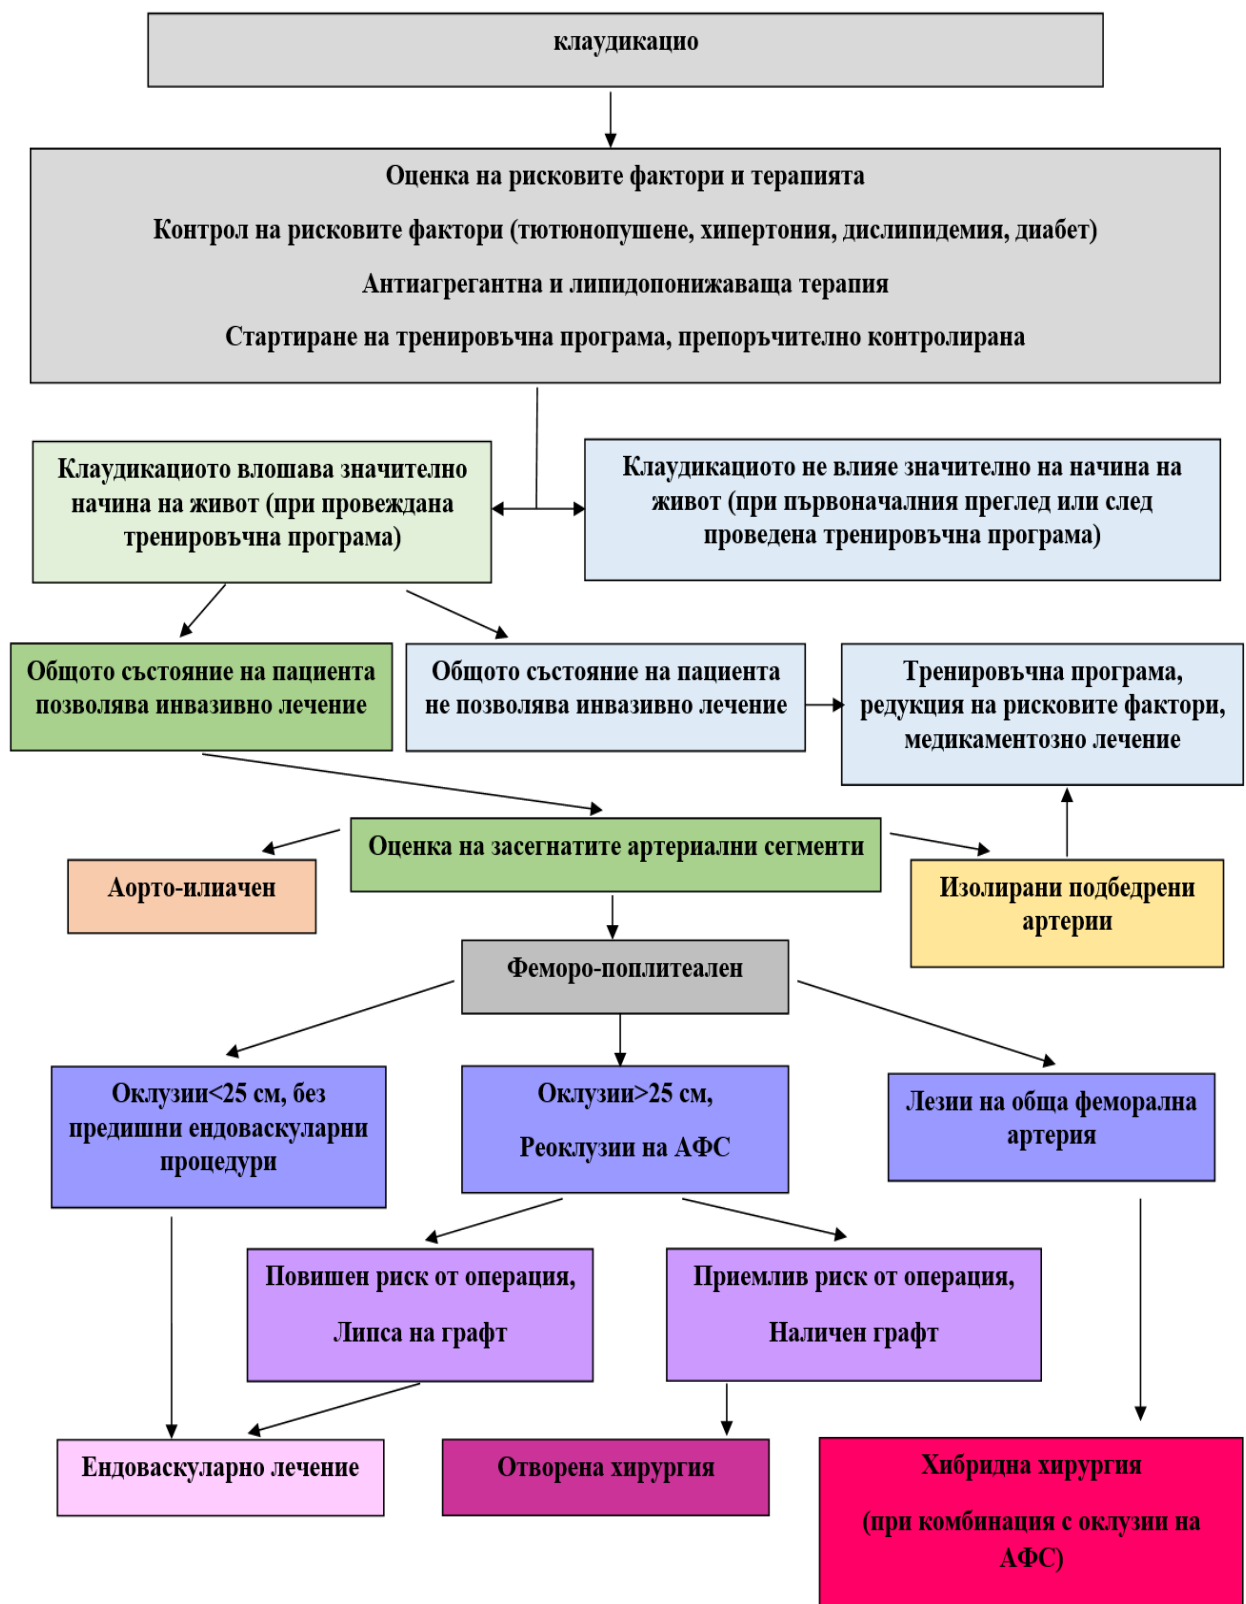 клаудикацио
Оценка на рисковите фактори и терапията
Контрол на рисковите фактори (тютюнопушене, хипертония, дислипидемия, диабет)
Антиагрегантна и липидопонижаваща терапия
Стартиране на тренировъчна програма, препоръчително контролирана
Клаудикациото влошава значително
начина на живот (при провеждана
тренировъчна програма)
Клаудикациото не влияе значително на начина на
живот (при първоначалния преглед или след
проведена тренировъчна програма)
Общото състояние на пациента
позволява инвазивно лечение
Общото състояние на пациента
не позволява инвазивно лечение
Тренировъчна програма,
редукция на рисковите фактори,
медикаментозно лечение
Оценка на засегнатите артериални сегменти
Аорто-илиачен
Изолирани подбедрени
артерии
Феморо-поплитеален
Оклузии<25 см, без
предишни ендоваскуларни
процедури
Оклузии>25 см,
Реоклузии на АФС
Лезии на обща феморална
артерия
Повишен риск от операция,
Липса на графт
Приемлив риск от операция,
Наличен графт
Ендоваскуларно лечение
Отворена хирургия
Хибридна хирургия
(при комбинация с оклузии на
АФС)